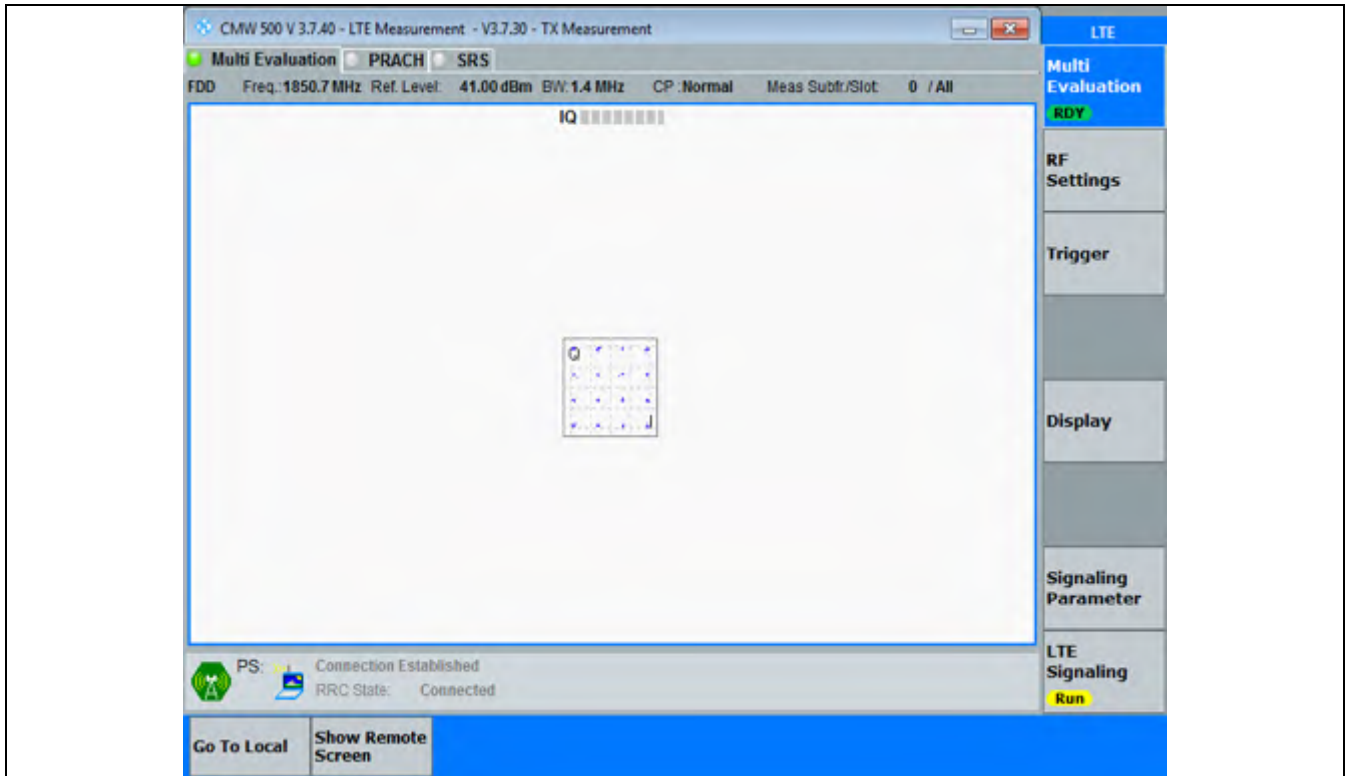 CMW 500 V 3.7.40 - LTE Measurement - V3.7.30 - TX Measurement
LTE
Multi Evaluation PRACH SRS
FDD Freq.:1850.7 MHz Ref. Level: 41.00 dBm BW:1.4 MHz CP :Normal Meas Subfr./Slot: 0 / All
IQ
Q
I
PS: Connection Established
RRC State: Connected
Multi
Evaluation
RDY
RF
Settings
Trigger
Display
Signaling
Parameter
LTE
Signaling
Run
Go To Local
Show Remote
Screen